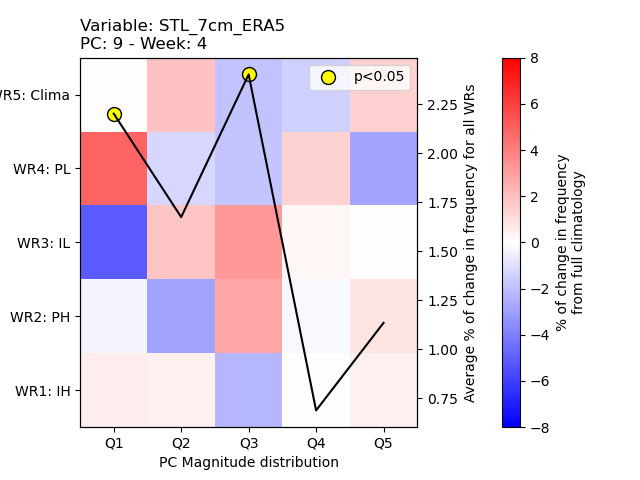 Variable: STL_7cm_ERA5
PC: 9 - Week: 4
p<0.05
WR5: Clima
WR4: PL
WR3: IL
WR2: PH
WR1: IH
Q1 Q2 Q3 Q4 Q5
PC Magnitude distribution
2.25
2.00
1.75
1.50
1.25
1.00
0.75
Average % of change in frequency for all WRs
8
6
4
2
0
−2
−4
−6
−8
% of change in frequency
from full climatology